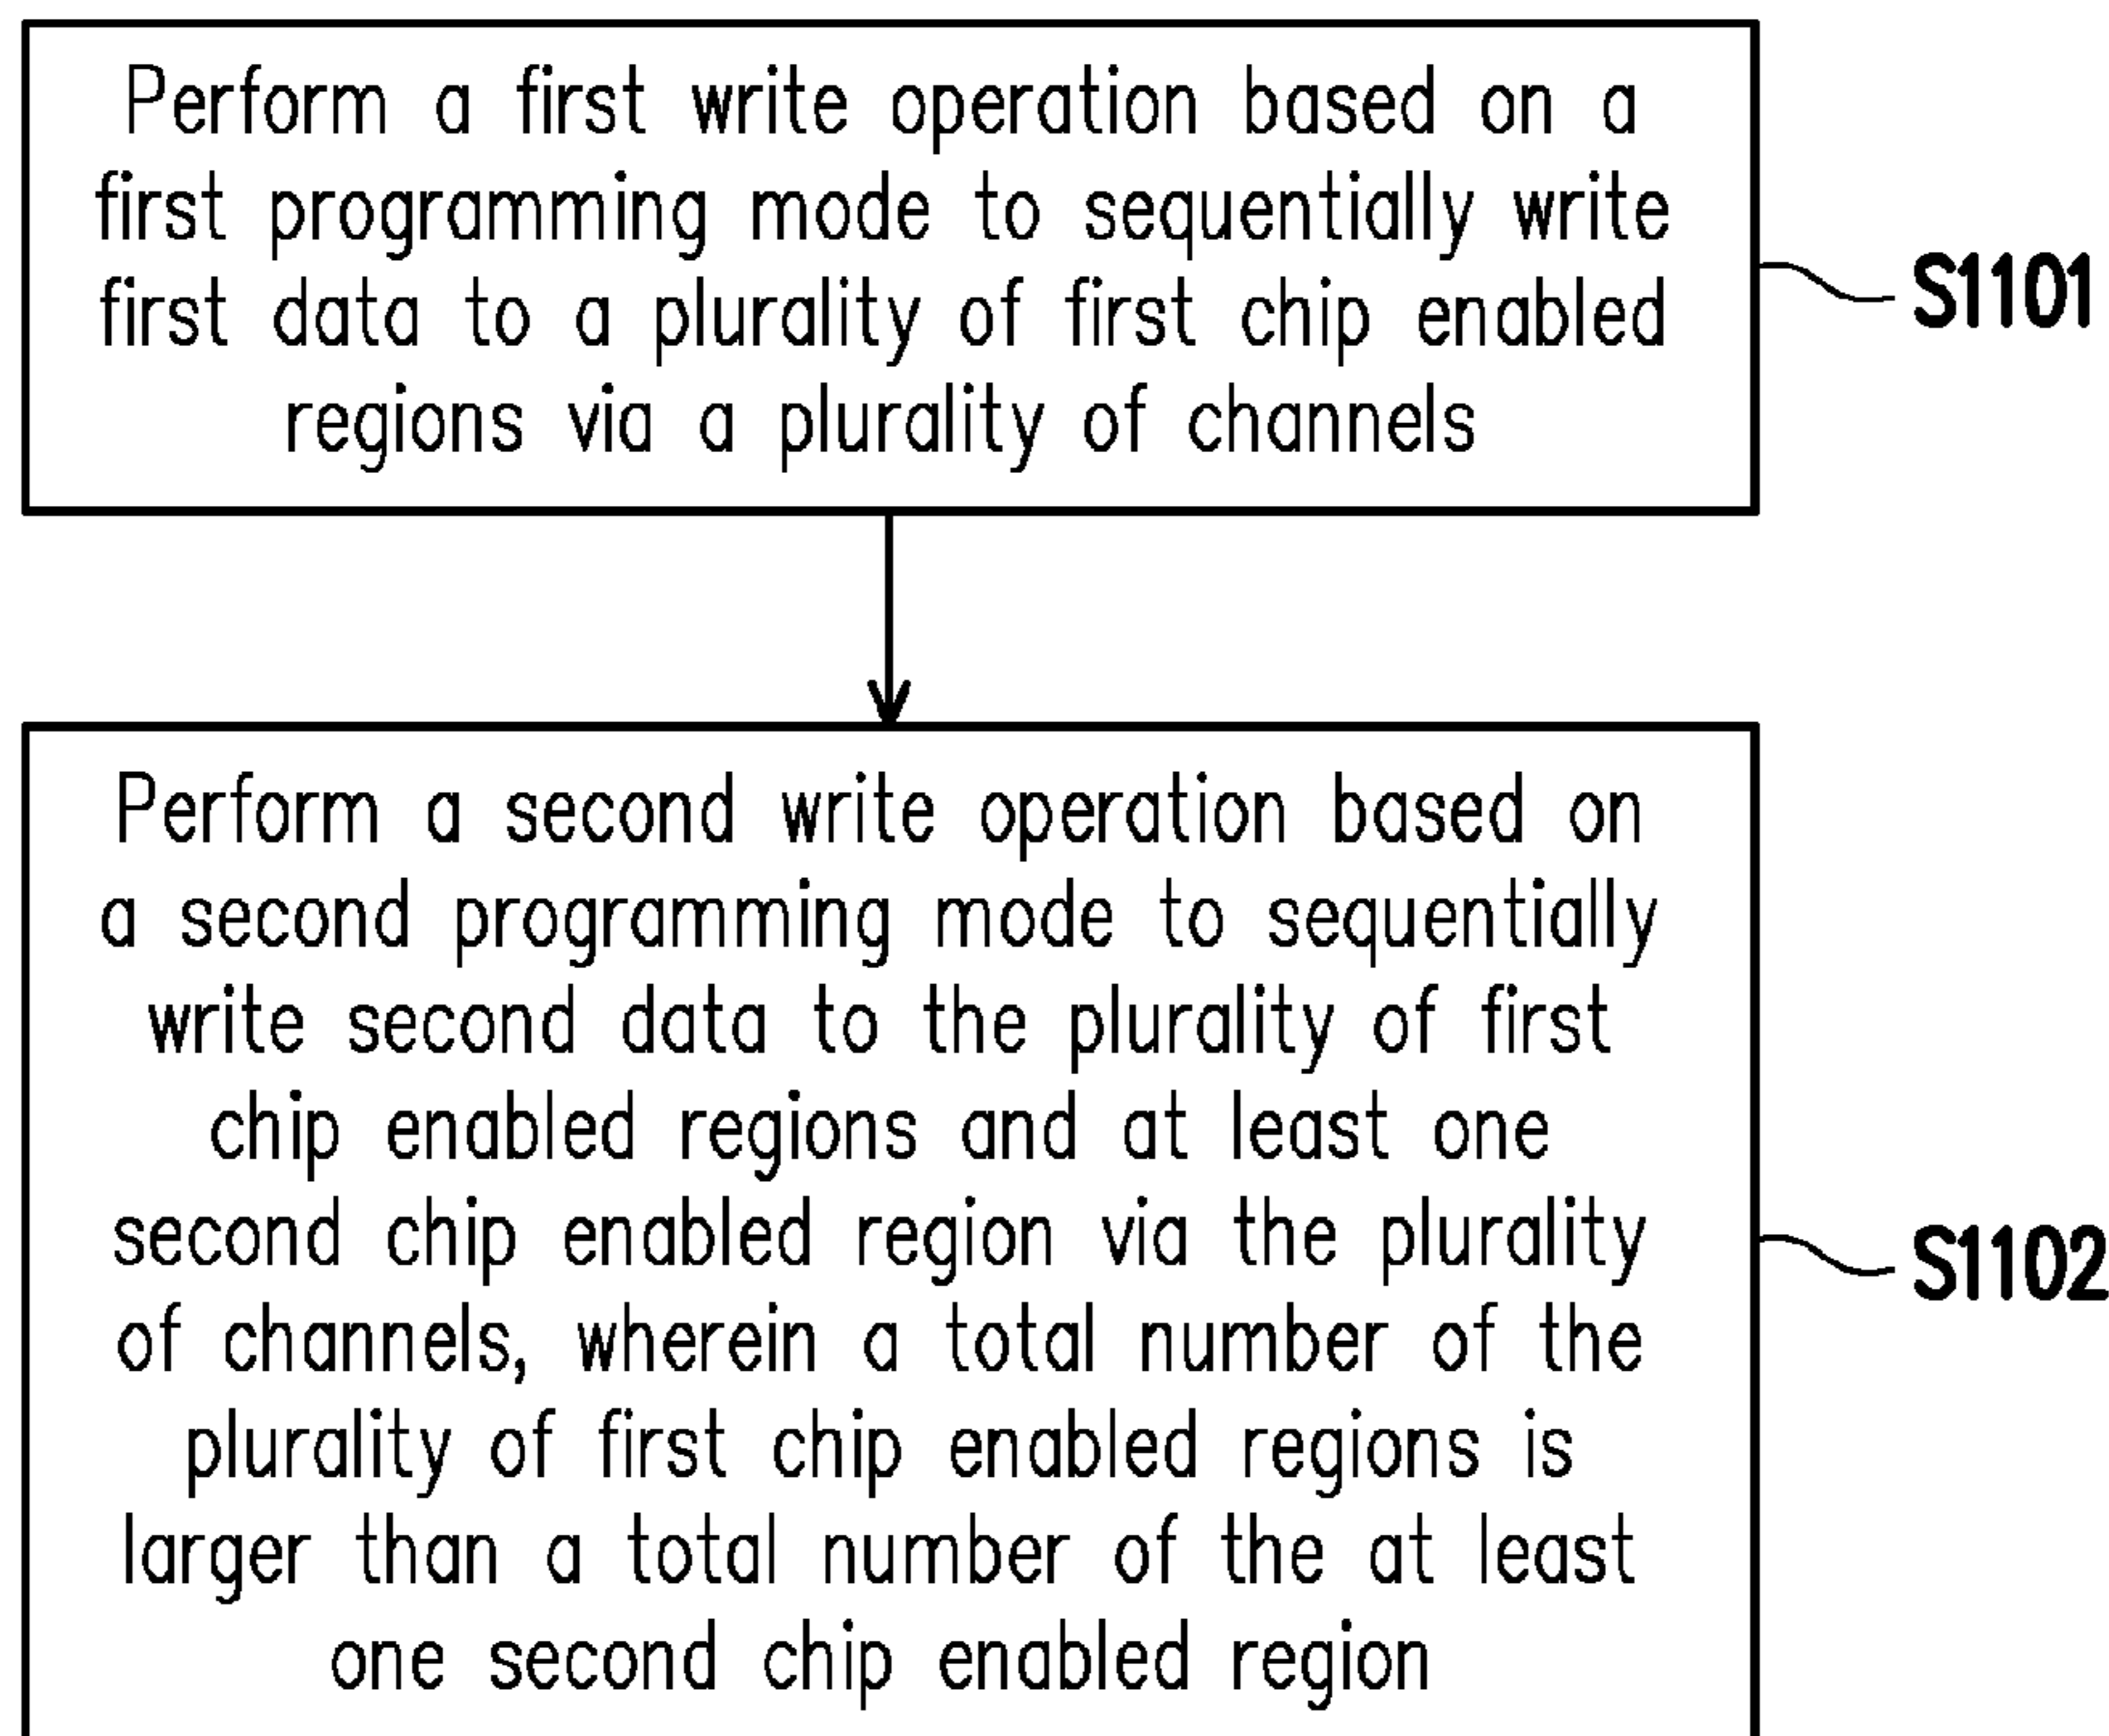 Perform a first write operation based on a
first programming mode to sequentially write
first data to a plurality of first chip enabled
regions via a plurality of channels
S1101
Perform a second write operation based on
a second programming mode to sequentially
write second data to the plurality of first
chip enabled regions and at least one
second chip enabled region via the plurality
of channels, wherein a total number of the
plurality of first chip enabled regions is
larger than a total number of the at least
one second chip enabled region
S1102